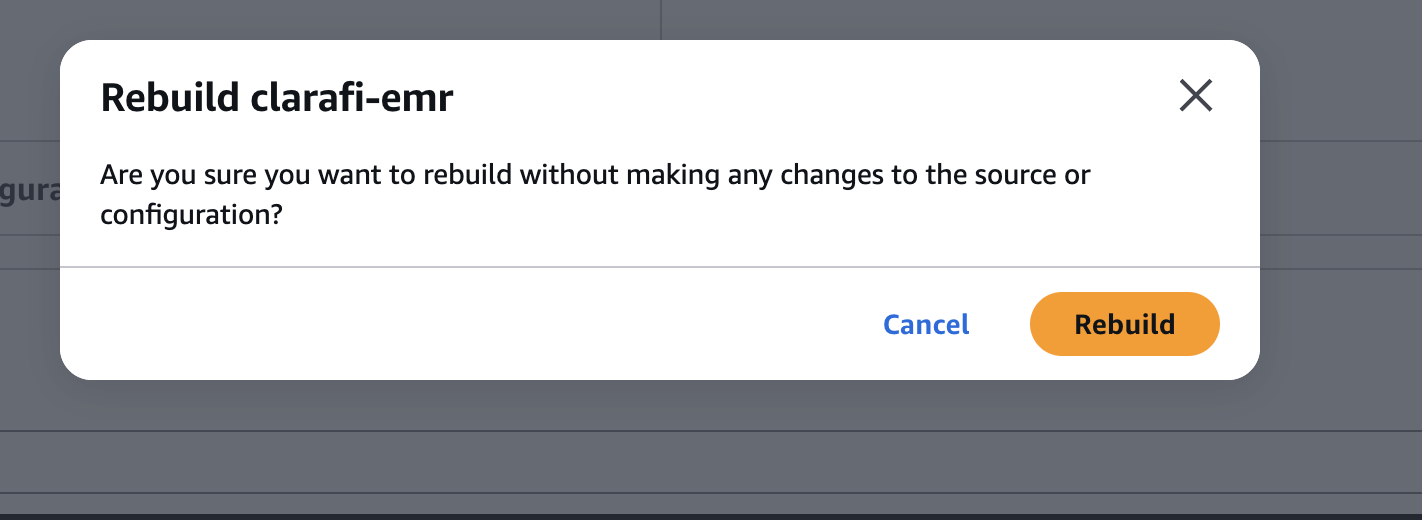 Rebuild clarafi-emr
Are you sure you want to rebuild without making any changes to the source or
configuration?
Cancel
Rebuild